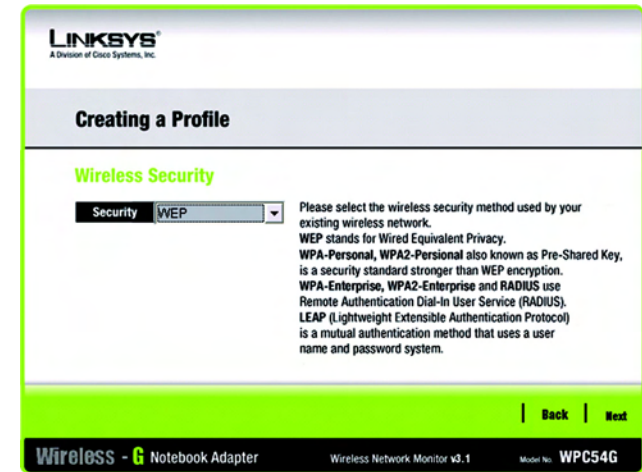 LINKSYS®
A Division of Cisco Systems, Inc.
Creating a Profile
Wireless Security
Security WEP
Please select the wireless security method used by your
existing wireless network.
WEP stands for Wired Equivalent Privacy.
WPA-Personal, WPA2-Persional also known as Pre-Shared Key,
is a security standard stronger than WEP encryption.
WPA-Enterprise, WPA2-Enterprise and RADIUS use
Remote Authentication Dial-In User Service (RADIUS).
LEAP (Lightweight Extensible Authentication Protocol)
is a mutual authentication method that uses a user
name and password system.
Back Next
Wireless - G Notebook Adapter Wireless Network Monitor v3.1 Model No. WPC54G